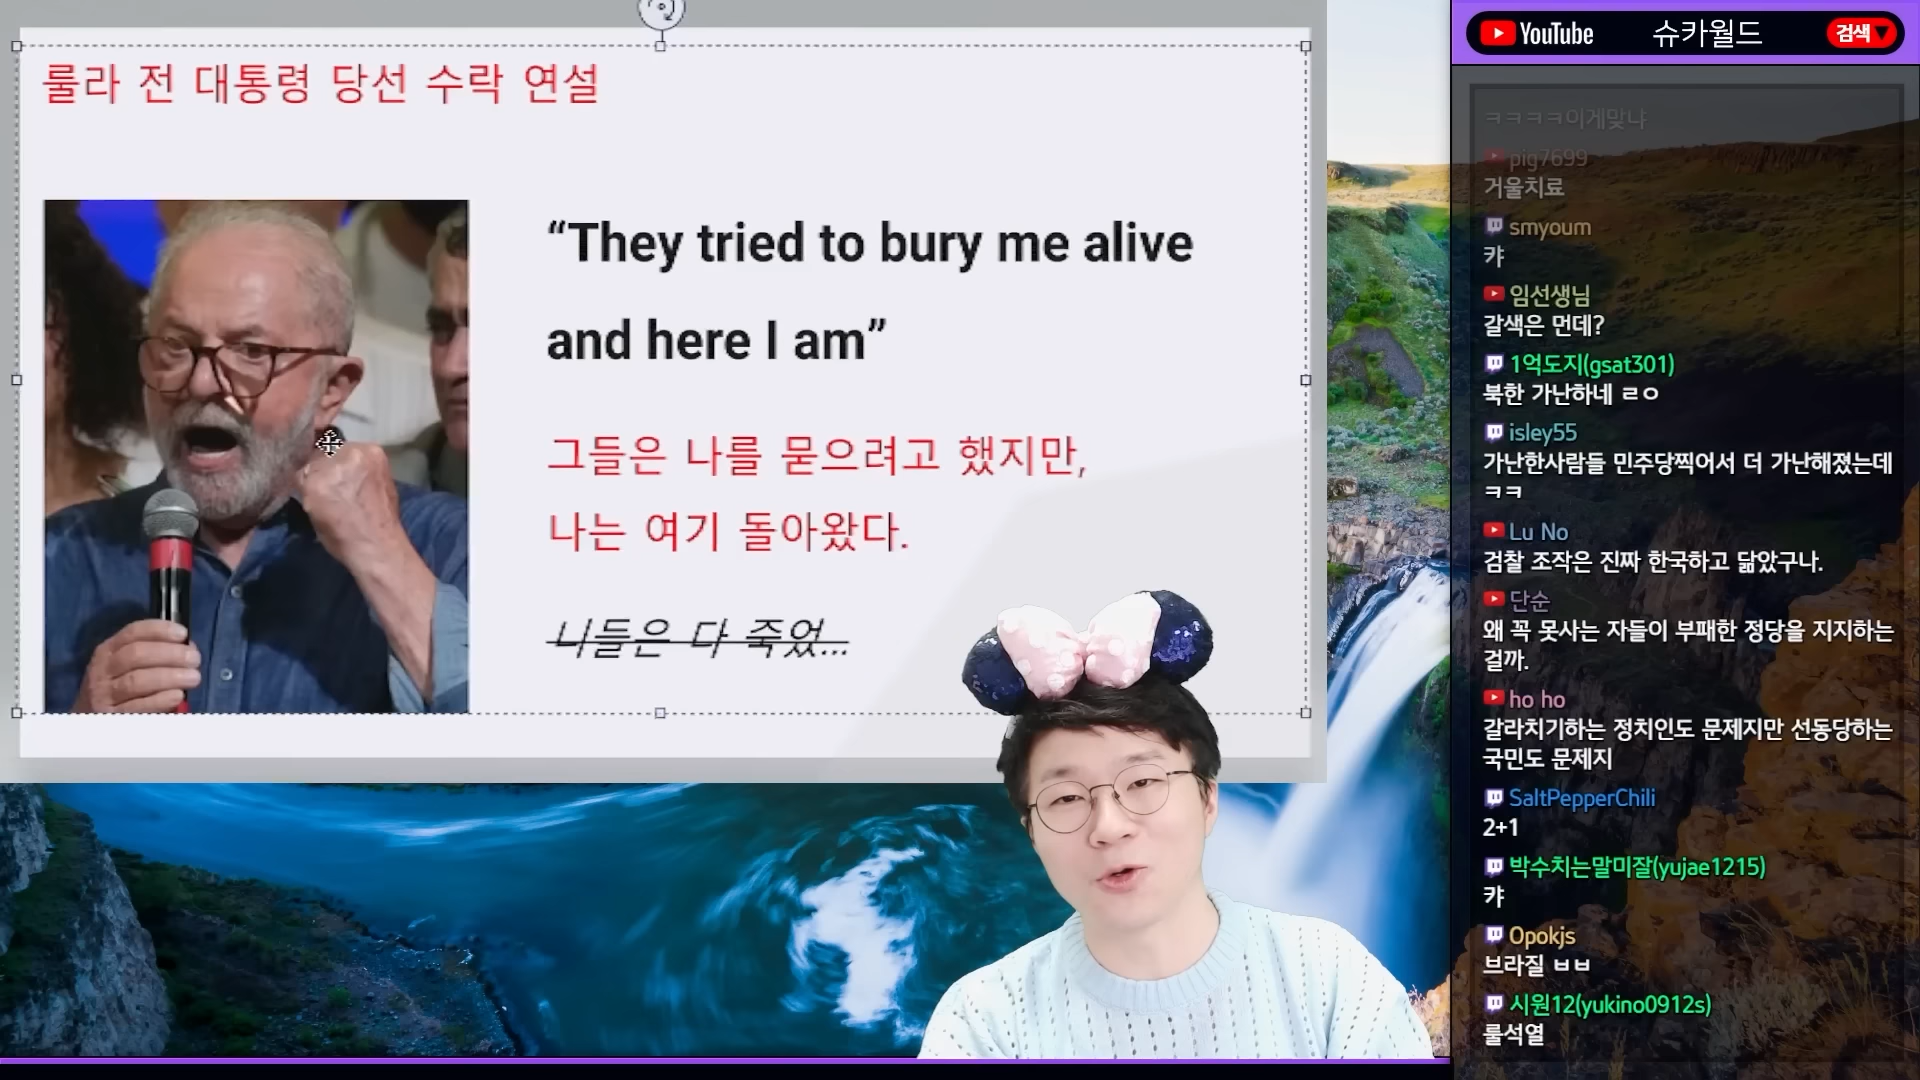 룰라 전 대통령 당선 수락 연설
“They tried to bury me alive
and here I am”
그들은 나를 묻으려고 했지만,
나는 여기 돌아왔다.
니들은 다 죽었...
YouTube 슈카월드 검색
ㅋㅋㅋㅋ이게맞냐
pig7699
거울치료
smyoum
캬
임선생님
갈색은 먼데?
1억도지(gsat301)
북한 가난하네 ㄹㅇ
isley55
가난한사람들 민주당찍어서 더 가난해졌는데
ㅋㅋ
Lu No
검찰 조작은 진짜 한국하고 닮았구나.
단순
왜 꼭 못사는 자들이 부패한 정당을 지지하는
걸까.
ho ho
갈라치기하는 정치인도 문제지만 선동당하는
국민도 문제지
SaltPepperChili
2+1
박수치는말미잘(yujae1215)
캬
Opokjs
브라질 ㅂㅂ
시원12(yukino0912s)
룰석열